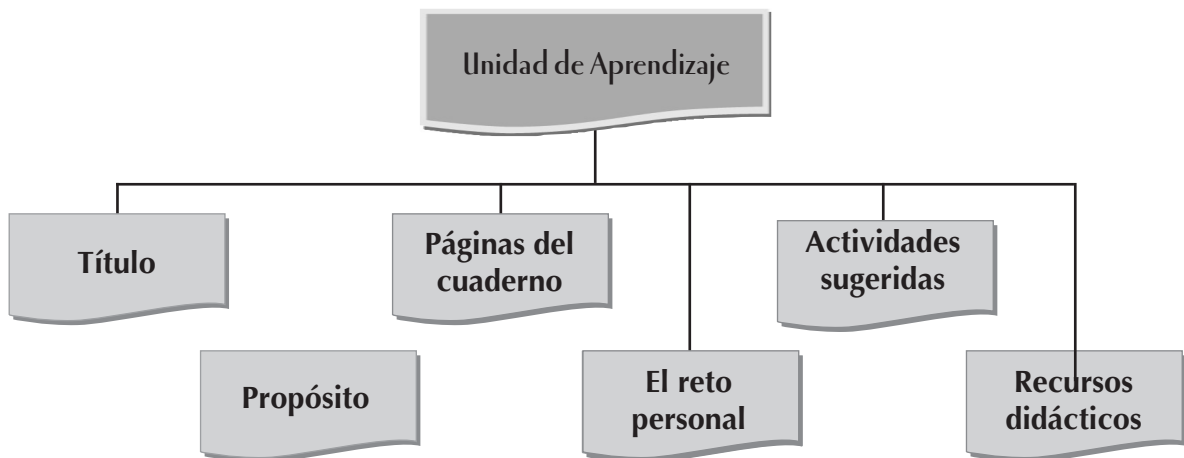 Unidad de Aprendizaje
Título
Páginas del
cuaderno
Actividades
sugeridas
Propósito
El reto
personal
Recursos
didácticos